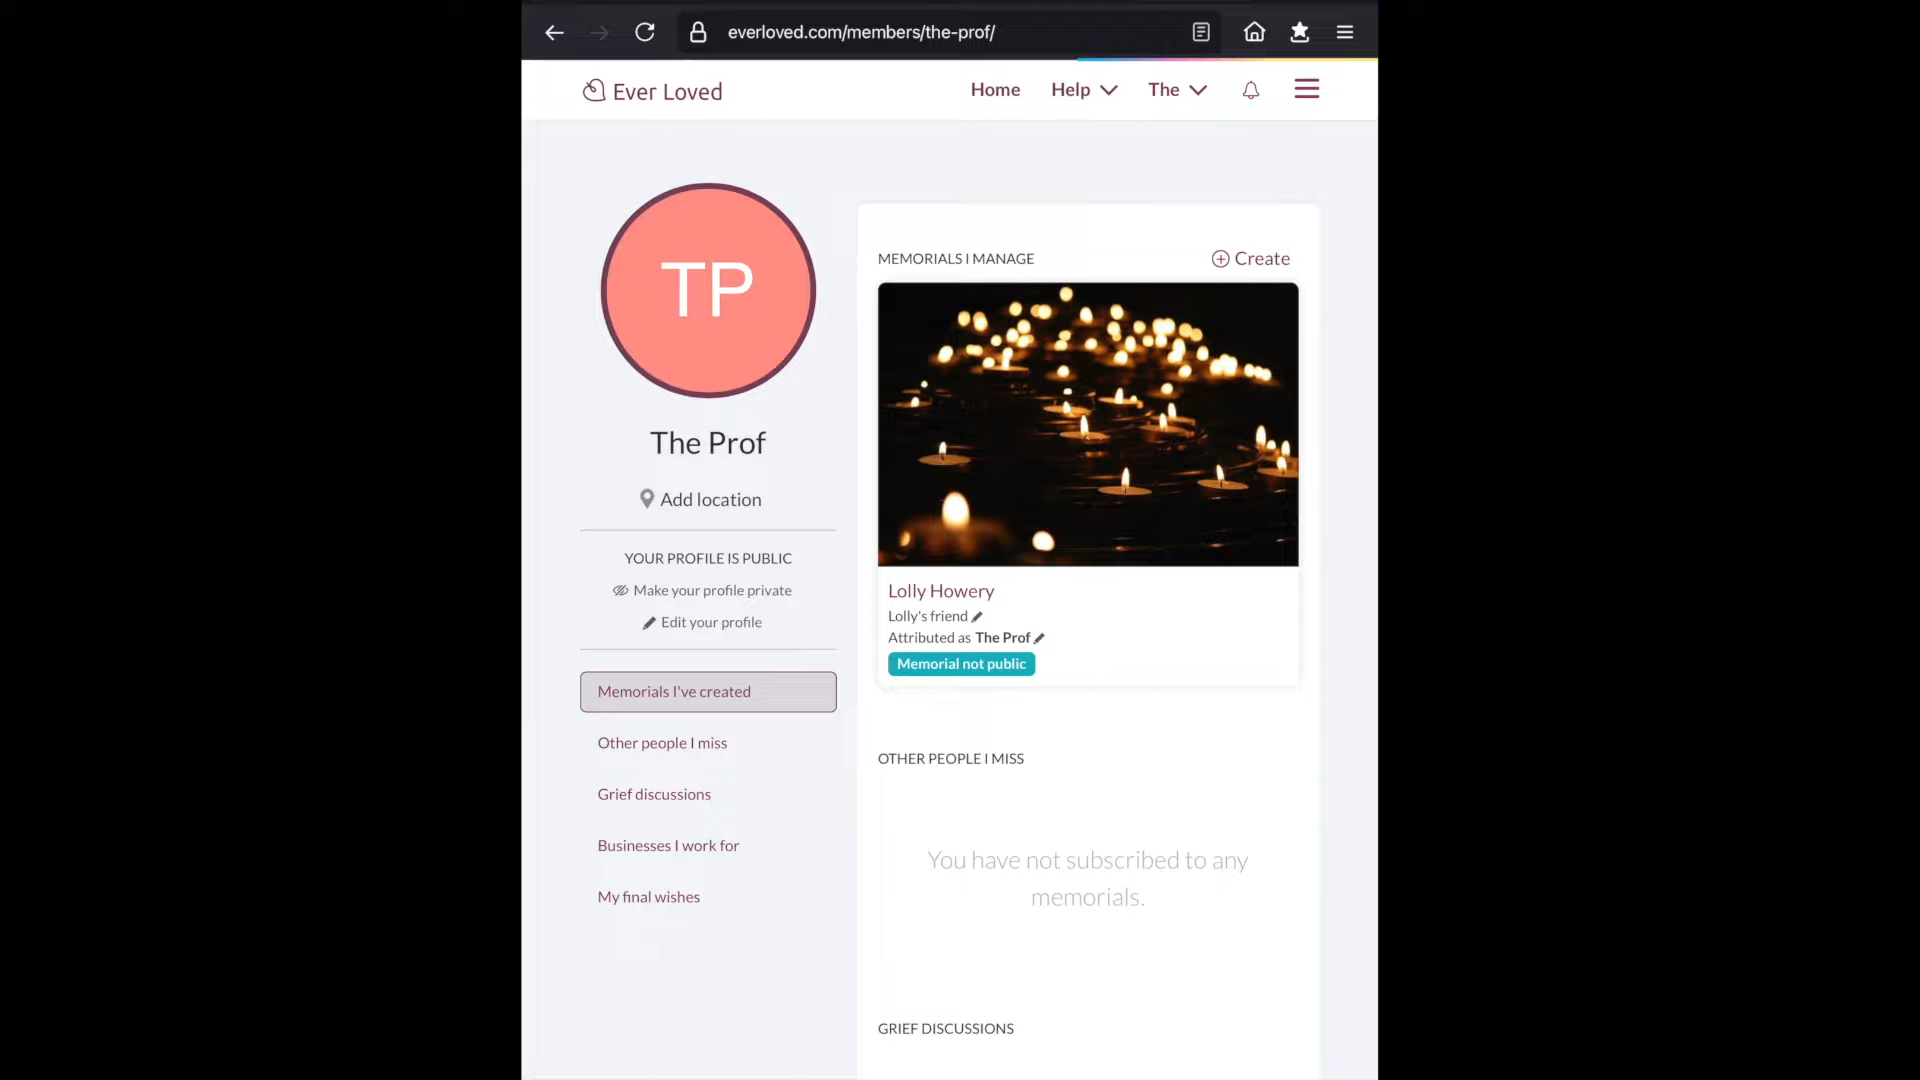 everloved.com/members/the-prof/
Ever Loved
Home
Help
The
TP
The Prof
Add location
YOUR PROFILE IS PUBLIC
Make your profile private
Edit your profile
Memorials I've created
Other people I miss
Grief discussions
Businesses I work for
My final wishes
MEMORIALS I MANAGE
Create
Lolly Howery
Lolly's friend
Attributed as The Prof
Memorial not public
OTHER PEOPLE I MISS
You have not subscribed to any
memorials.
GRIEF DISCUSSIONS